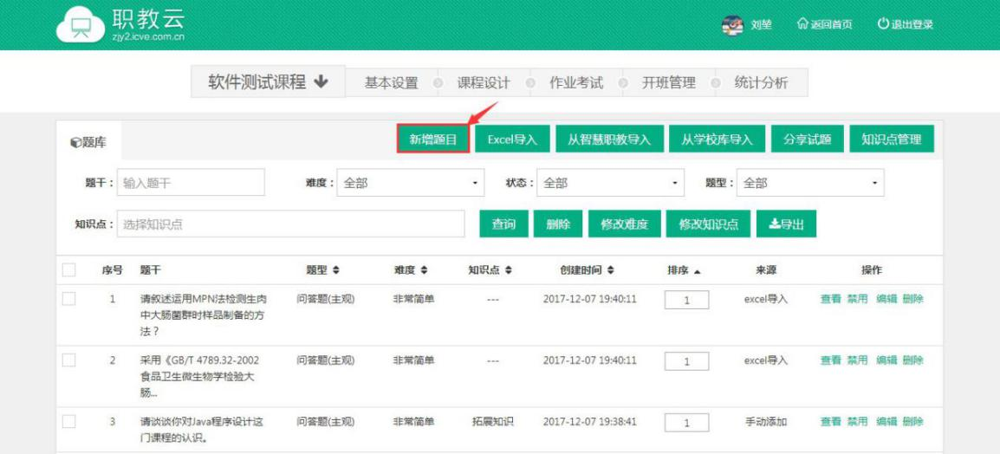 职教云
zjy2.icve.com.cn
刘堃 返回首页 退出登录
软件测试课程 基本设置 课程设计 作业考试 开班管理 统计分析
题库 新增题目 Excel导入 从智慧职教导入 从学校库导入 分享试题 知识点管理
题干： 输入题干 难度： 全部 状态： 全部 题型： 全部
知识点： 选择知识点 查询 删除 修改难度 修改知识点 导出
序号 题干 题型 难度 知识点 创建时间 排序 来源 操作
1 请叙述运用MPN法检测生肉 问答题(主观) 非常简单 --- 2017-12-07 19:40:11 1 excel导入 查看 禁用 编辑 删除
中大肠菌群时样品制备的方
法？
2 采用《GB/T 4789.32-2002 问答题(主观) 非常简单 --- 2017-12-07 19:40:11 1 excel导入 查看 禁用 编辑 删除
食品卫生微生物学检验大
肠...
3 请谈谈你对Java程序设计这 问答题(主观) 非常简单 拓展知识 2017-12-07 19:38:41 1 手动添加 查看 禁用 编辑 删除
门课程的认识。